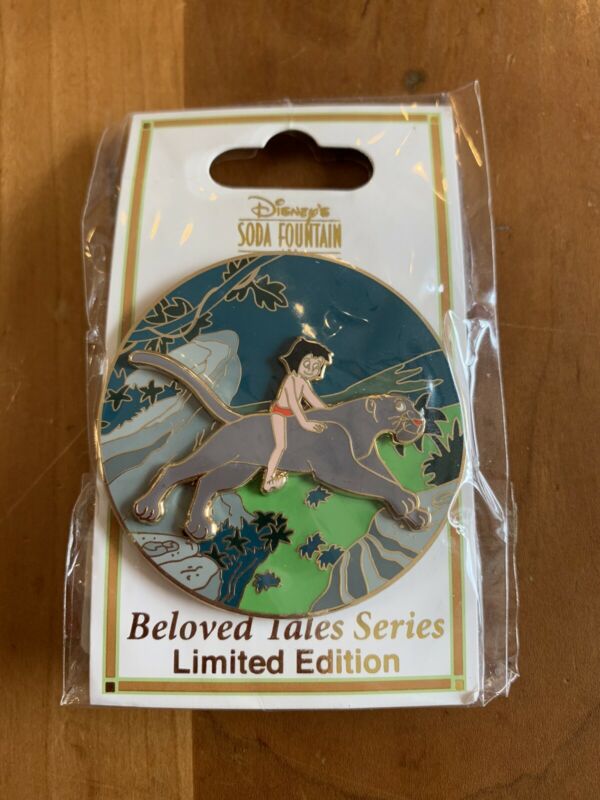 Disney's
SODA FOUNTAIN
Beloved Tales Series
Limited Edition